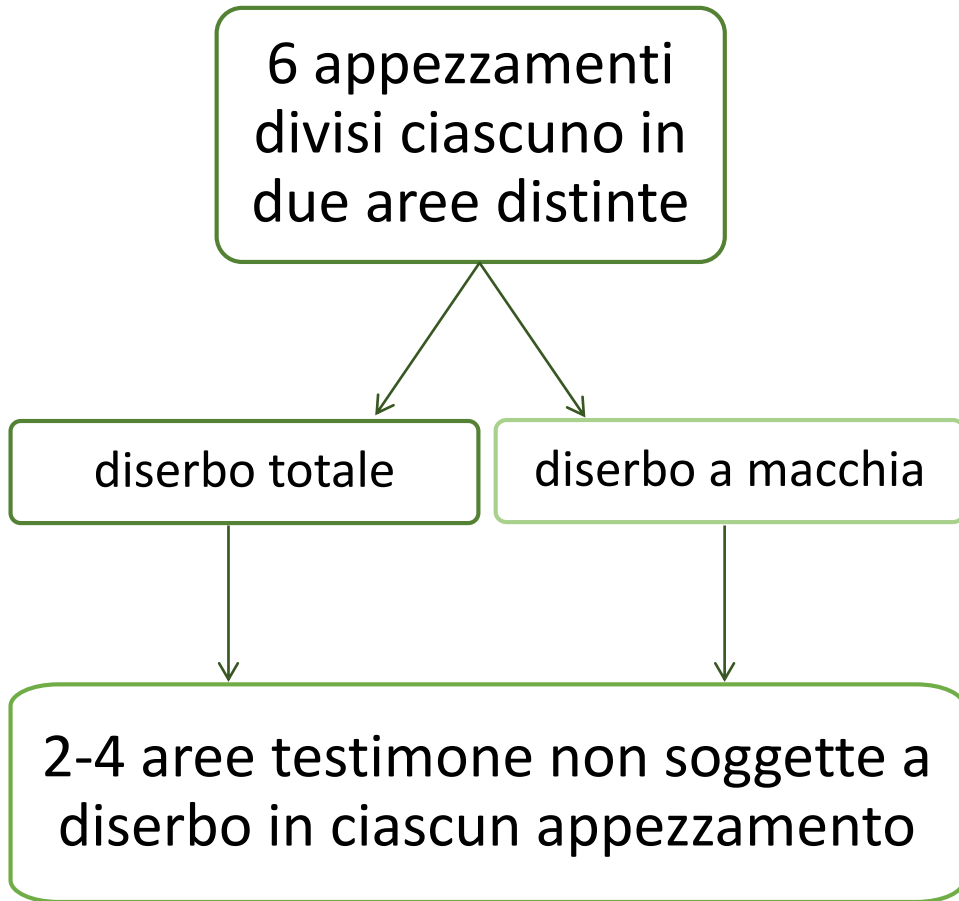 6 appezzamenti
divisi ciascuno in
due aree distinte
diserbo totale
diserbo a macchia
2-4 aree testimone non soggette a
diserbo in ciascun appezzamento